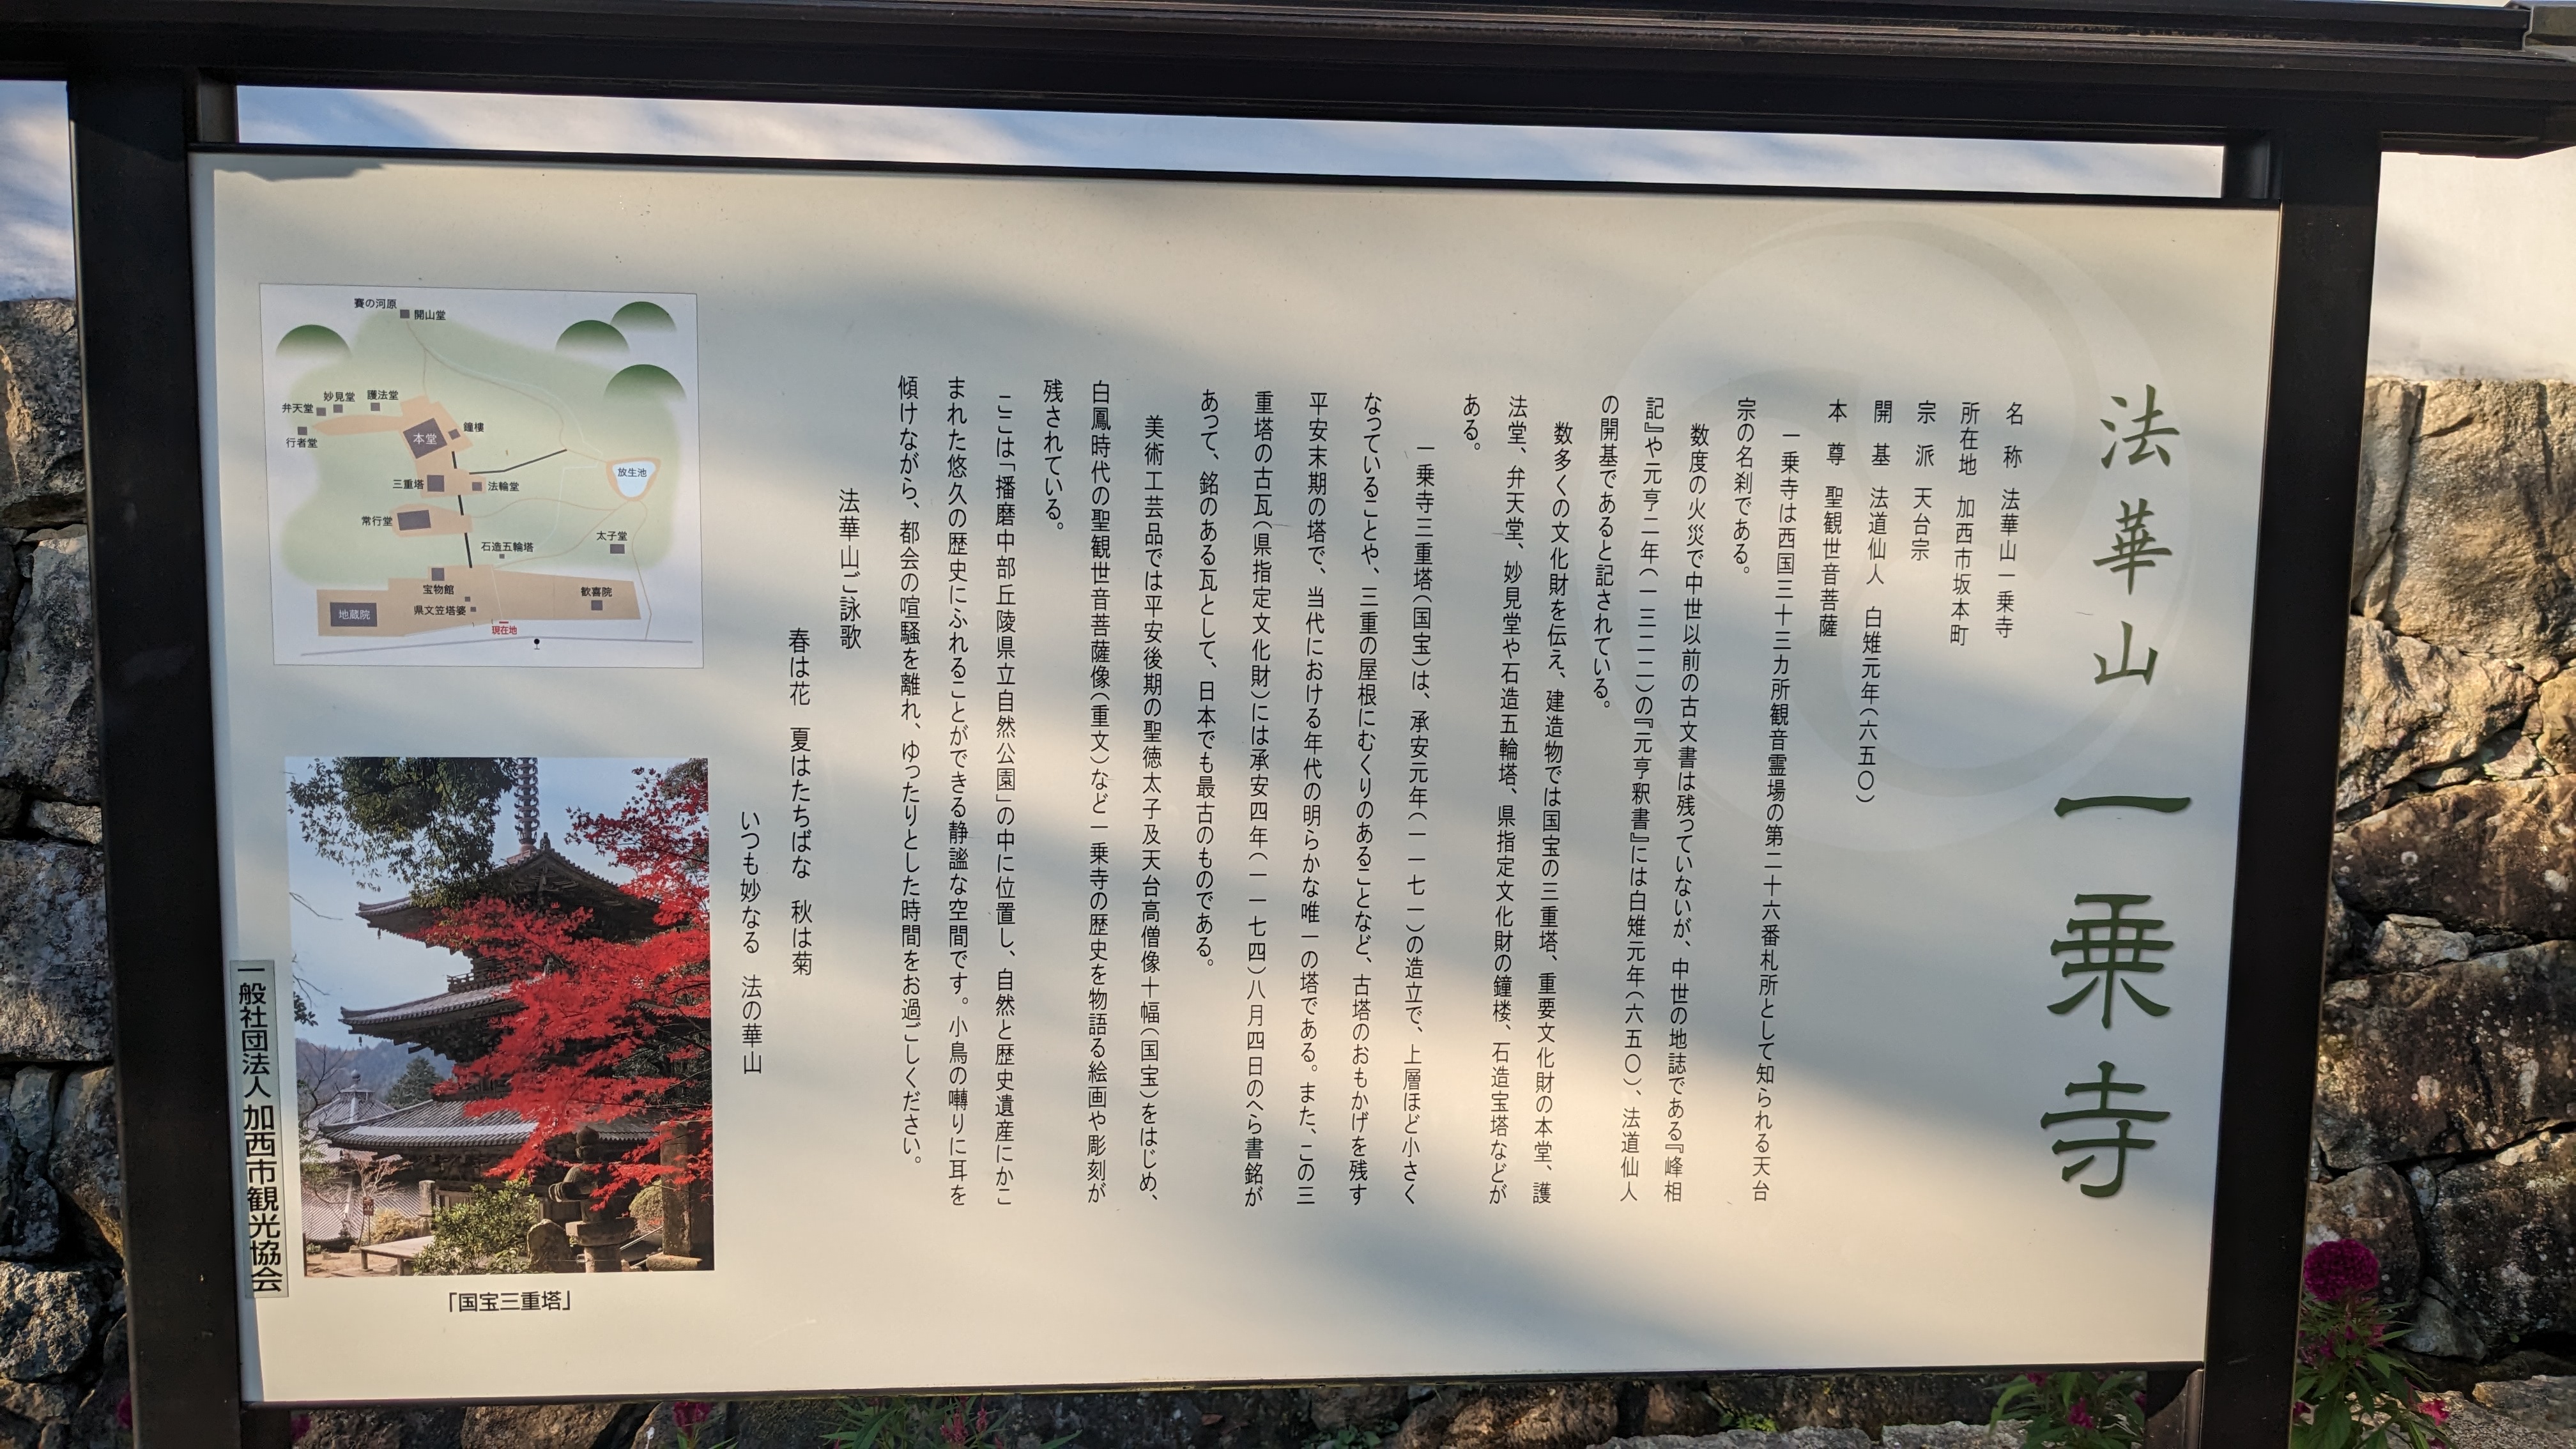 法華山 一乗寺
名　称　法華山一乗寺
所在地　加西市坂本町
宗　派　天台宗
開　基　法道仙人　白雉元年（六五〇）
本　尊　聖観世音菩薩
一乗寺は西国三十三カ所観音霊場の第二十六番札所として知られる天台
宗の名刹である。
数度の火災で中世以前の古文書は残っていないが、中世の地誌である『峰相
記』や元亨二年（一三二二）の『元亨釈書』には白雉元年（六五〇）、法道仙人
の開基であると記されている。
数多くの文化財を伝え、建造物では国宝の三重塔、重要文化財の本堂、護
法堂、弁天堂、妙見堂や石造五輪塔、県指定文化財の鐘楼、石造宝塔などが
ある。
一乗寺三重塔（国宝）は、承安元年（一一七一）の造立で、上層ほど小さく
なっていることや、三重の屋根にむくりのあることなど、古塔のおもかげを残す
平安末期の塔で、当代における年代の明らかな唯一の塔である。また、この三
重塔の古瓦（県指定文化財）には承安四年（一一七四）八月四日のへら書銘が
あって、銘のある瓦として、日本でも最古のものである。
美術工芸品では平安後期の聖徳太子及天台高僧像十幅（国宝）をはじめ、
白鳳時代の聖観世音菩薩像（重文）など一乗寺の歴史を物語る絵画や彫刻が
残されている。
ここは「播磨中部丘陵県立自然公園」の中に位置し、自然と歴史遺産にかこ
まれた悠久の歴史にふれることができる静謐な空間です。小鳥の囀りに耳を
傾けながら、都会の喧騒を離れ、ゆったりとした時間をお過ごしください。
法華山ご詠歌
春は花　夏はたちばな　秋は菊
いつも妙なる　法の華山
賽の河原
開山堂
妙見堂
護法堂
弁天堂
行者堂
本堂
鐘樓
三重塔
法輪堂
放生池
常行堂
石造五輪塔
太子堂
宝物館
県文笠塔婆
歓喜院
地蔵院
現在地
「国宝三重塔」
一般社団法人 加西市観光協会